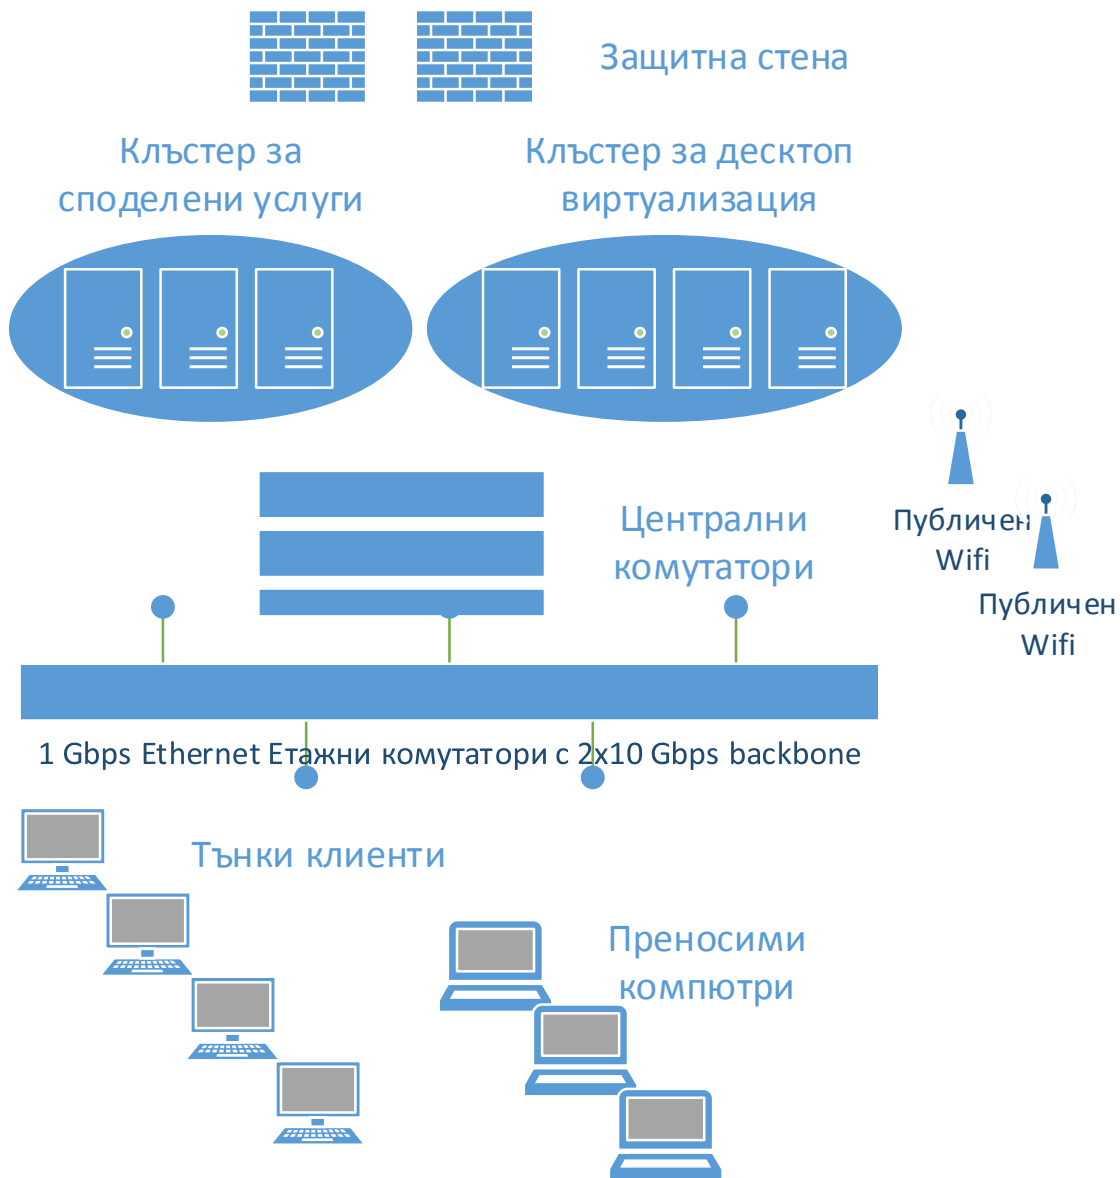 Защитна стена
Клъстер за
споделени услуги
Клъстер за десктоп
виртуализация
Централни
комутатори
Публичен
Wifi
Публичен
Wifi
1 Gbps Ethernet Етажни комутатори с 2x10 Gbps backbone
Тънки клиенти
Преносими
компютри